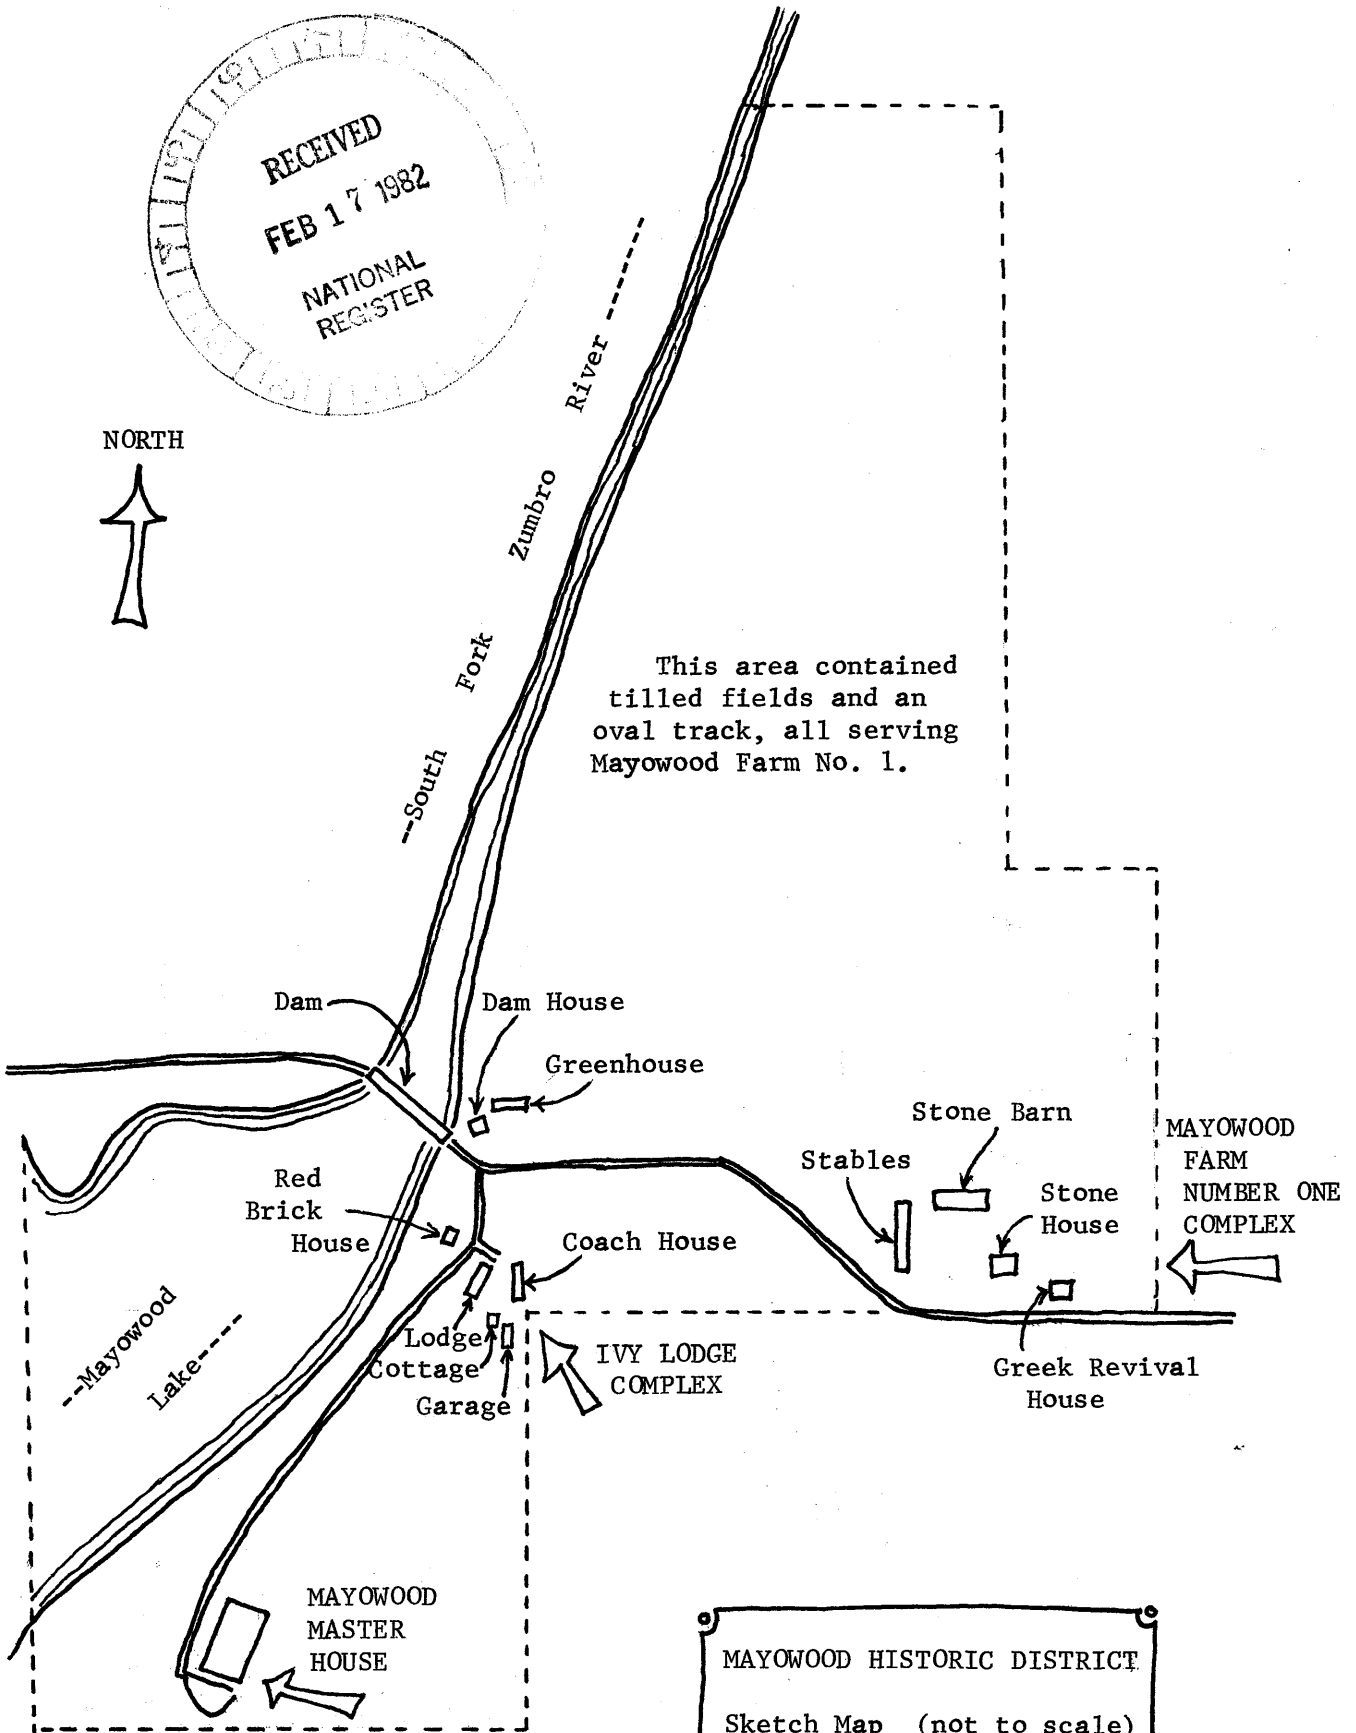 RECEIVED
FEB 17 1982
NATIONAL
REGISTER
NORTH
--South Fork Zumbro River-----
This area contained
tilled fields and an
oval track, all serving
Mayowood Farm No. 1.
Dam
Dam House
Greenhouse
Stone Barn
Stables
Stone
House
MAYOWOOD
FARM
NUMBER ONE
COMPLEX
Red
Brick
House
Coach House
--Mayowood
Lake----
Lodge
Cottage
Garage
IVY LODGE
COMPLEX
Greek Revival
House
MAYOWOOD
MASTER
HOUSE
MAYOWOOD HISTORIC DISTRICT
Sketch Map (not to scale)